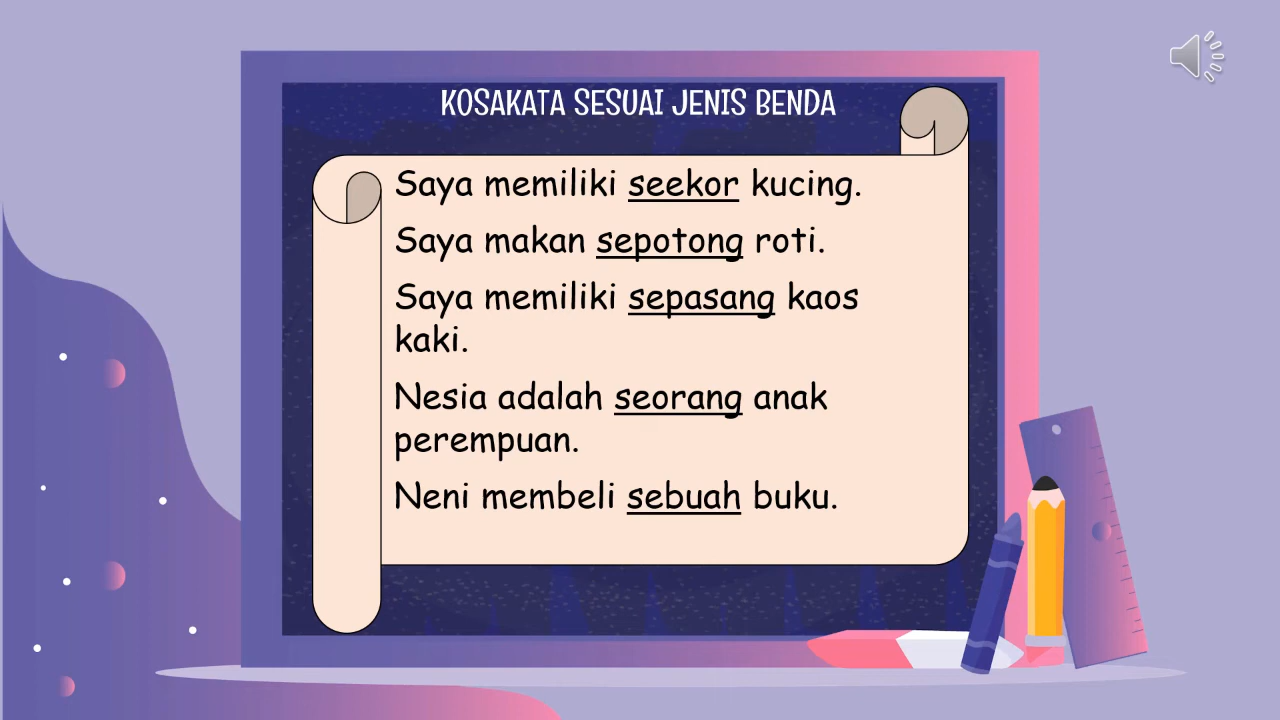 KOSAKATA SESUAI JENIS BENDA
Saya memiliki seekor kucing.
Saya makan sepotong roti.
Saya memiliki sepasang kaos
kaki.
Nesia adalah seorang anak
perempuan.
Neni membeli sebuah buku.